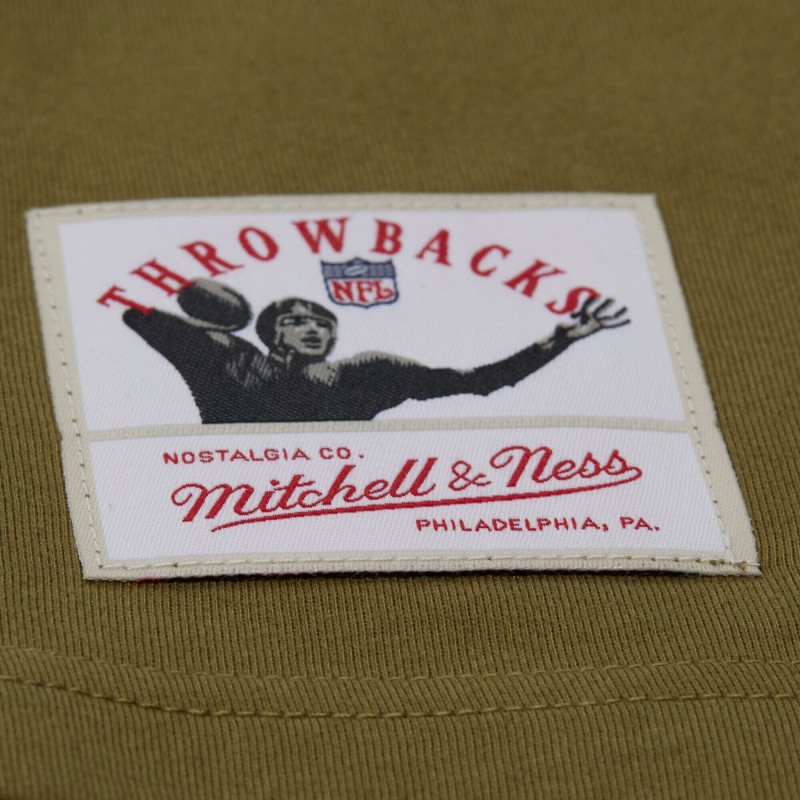 THROWBACKS
NFL
NOSTALGIA CO.
Mitchell & Ness
PHILADELPHIA, PA.